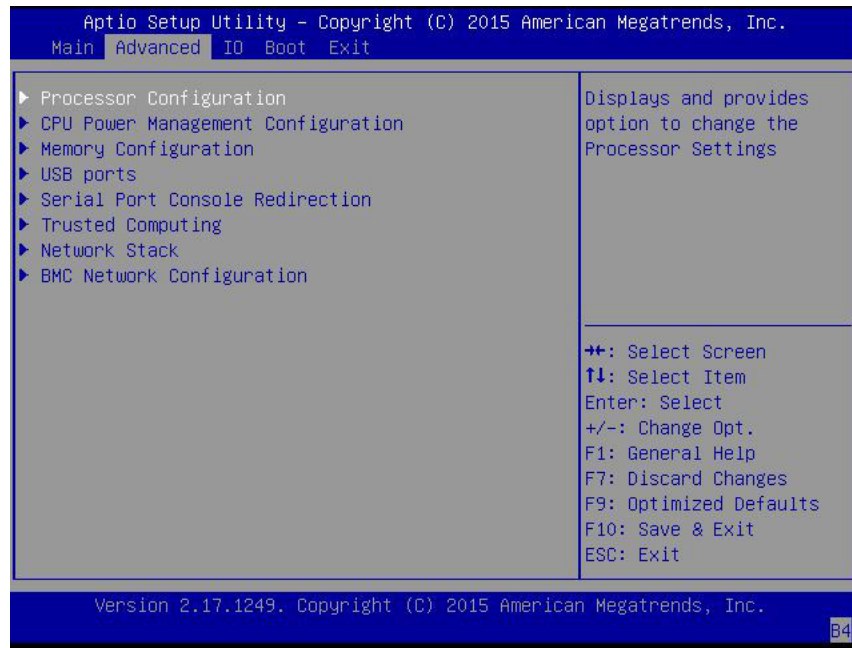 Aptio Setup Utility – Copyright (C) 2015 American Megatrends, Inc.
Main Advanced IO Boot Exit
Processor Configuration
CPU Power Management Configuration
Memory Configuration
USB ports
Serial Port Console Redirection
Trusted Computing
Network Stack
BMC Network Configuration
Displays and provides
option to change the
Processor Settings
→←: Select Screen
↑↓: Select Item
Enter: Select
+/-: Change Opt.
F1: General Help
F7: Discard Changes
F9: Optimized Defaults
F10: Save & Exit
ESC: Exit
Version 2.17.1249. Copyright (C) 2015 American Megatrends, Inc.
B4